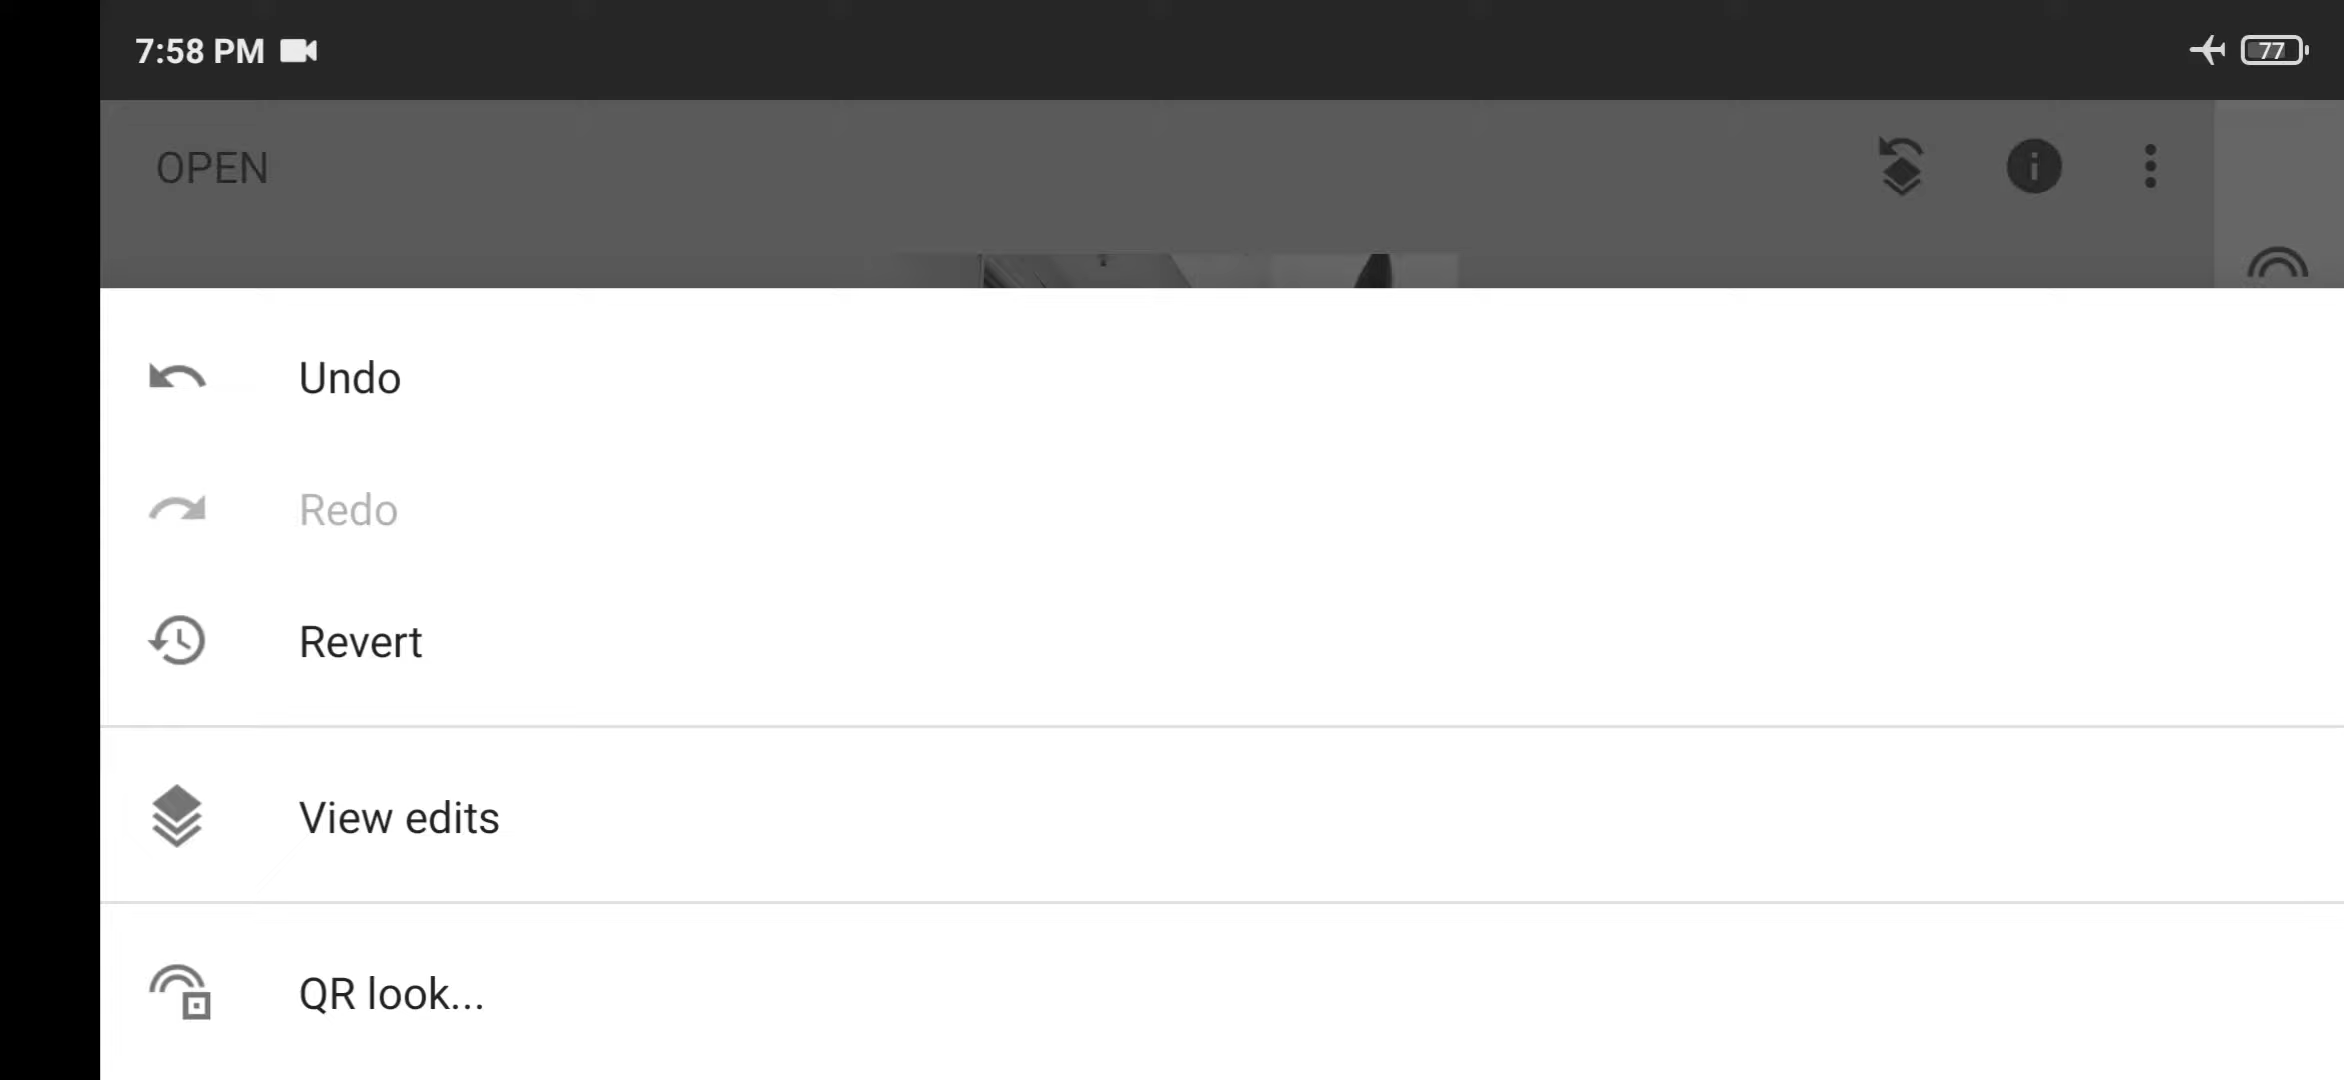 7:58 PM
77
OPEN
Undo
Redo
Revert
View edits
QR look...